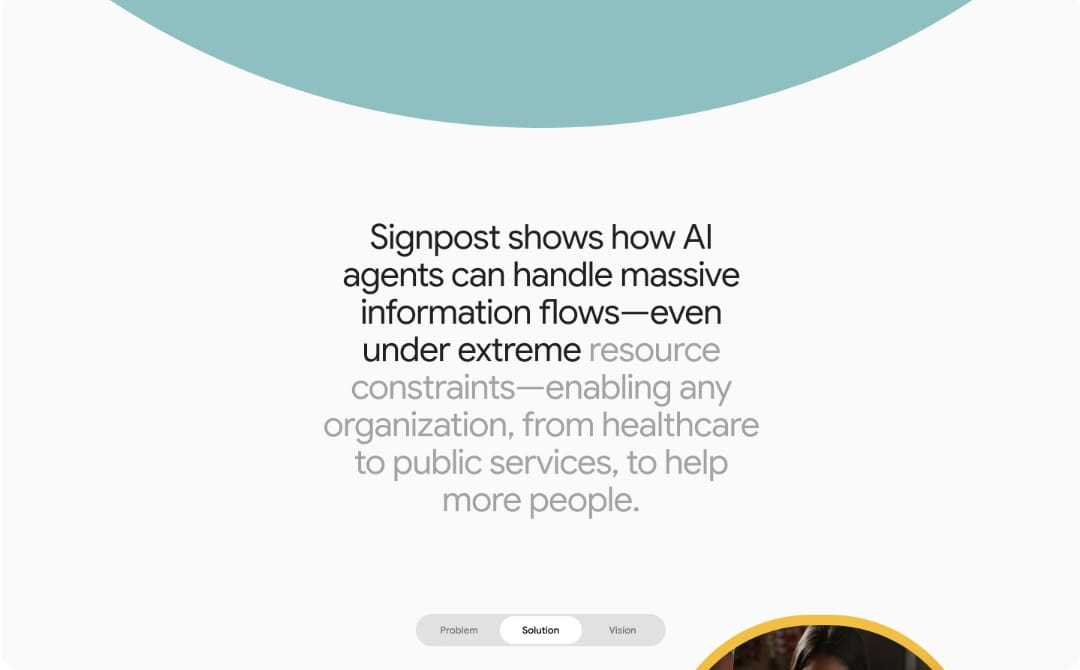 Signpost shows how AI
agents can handle massive
information flows—even
under extreme resource
constraints—enabling any
organization, from healthcare
to public services, to help
more people.
Problem Solution Vision